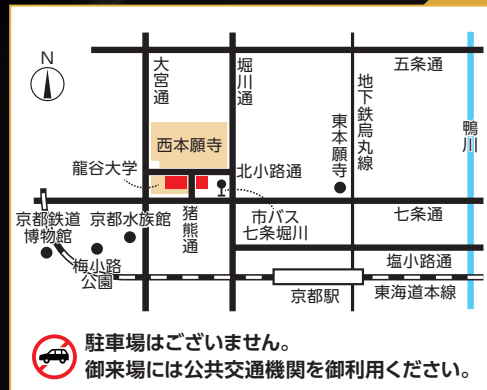 N
五条通
大宮通
堀川通
地下鉄烏丸線
鴨川
西本願寺
東本願寺
龍谷大学
北小路通
猪熊通
市バス
七条堀川
七条通
京都鉄道
博物館
京都水族館
梅小路
公園
塩小路通
京都駅
東海道本線
駐車場はございません。
御来場には公共交通機関を御利用ください。